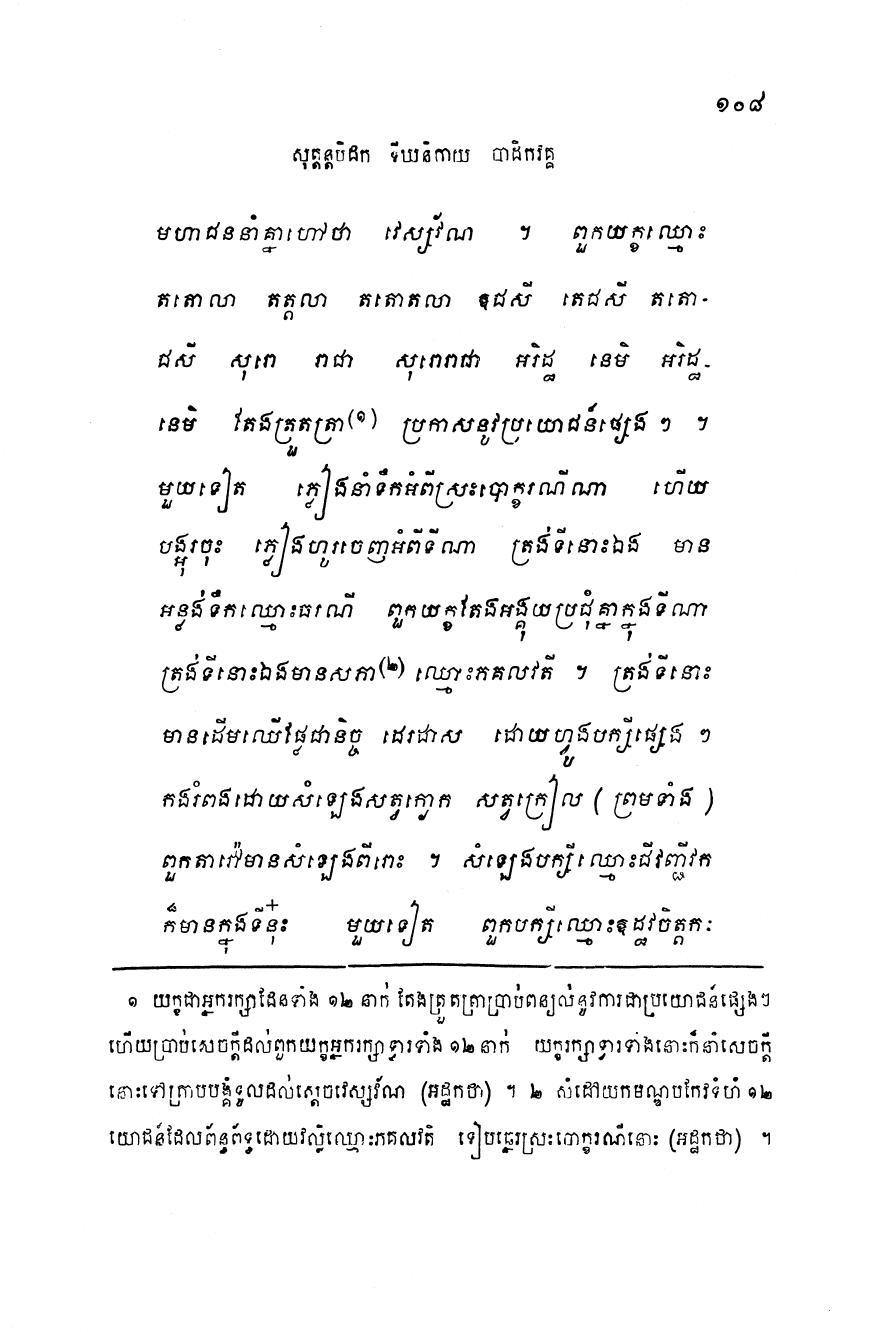 ១០៨
សុត្តន្តបិដក ទីឃនិកាយ បាដិកវគ្គ
មហាជននាំគ្នាហៅថា វេស្សវ័ណ ។ ពួកយក្ខឈ្មោះ
តតោលា តត្តលា តតោតលា ឧជសី តេជសី តតោ-
ជសី សុរោ រាជា សុរោរាជា អរិដ្ឋ នេមិ អរិដ្ឋ-
នេមិ តែងត្រួតត្រា(១) ប្រកាសនូវប្រយោជន៍ផ្សេង ៗ ។
មួយទៀត ភ្លៀងនាំទឹកអំពីស្រះបោក្ខរណីណា ហើយ
បង្អុរចុះ ភ្លៀងហូរចេញអំពីទីណា ត្រង់ទីនោះឯង មាន
អន្លង់ទឹកឈ្មោះធរណី ពួកយក្ខតែងអង្គុយប្រជុំគ្នាក្នុងទីណា
ត្រង់ទីនោះឯងមានសភា(២) ឈ្មោះភគលវតី ។ ត្រង់ទីនោះ
មានដើមឈើផ្លែជានិច្ច ដេរដាស ដោយហ្វូងបក្សីផ្សេង ៗ
កងរំពងដោយសំឡេងសត្វក្ងោក សត្វក្រៀល ( ព្រមទាំង )
ពួកតាវ៉ៅមានសំឡេងពីរោះ ។ សំឡេងបក្សីឈ្មោះជីវញ្ជីវក
ក៏មានក្នុងទីនុ៎ះ មួយទៀត ពួកបក្សីឈ្មោះឧដ្ឋវចិត្តកៈ
១ យក្ខជាអ្នករក្សាដែនទាំង ១២ នាក់ តែងត្រួតត្រាប្រាប់ពន្យល់នូវការជាប្រយោជន៍ផ្សេងៗ
ហើយប្រាប់សេចក្តីដល់ពួកយក្ខអ្នករក្សាទ្វារទាំង ១២ នាក់ យក្ខរក្សាទ្វារទាំងនោះក៏នាំសេចក្តី
នោះទៅក្រាបបង្គំទូលដល់ស្តេចវេស្សវ័ណ (អដ្ឋកថា) ។ ២ សំដៅយកមណ្ឌបកែវទំហំ ១២
យោជន៍ដែលព័ន្ធព័ទ្ធដោយវល្លិឈ្មោះភគលវតិ ទៀបឆ្នេរស្រះបោក្ខរណីនោះ (អដ្ឋកថា) ។